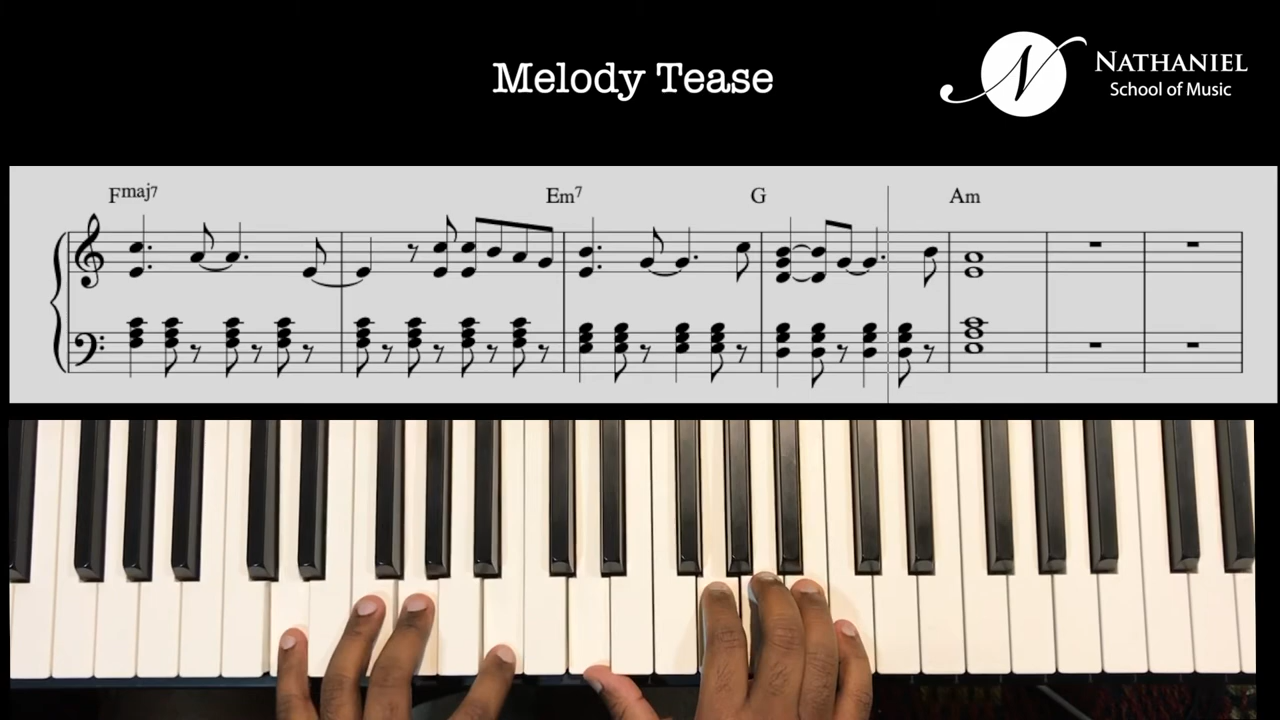 Melody Tease
NATHANIEL
School of Music
Fmaj7
Em7
G
Am